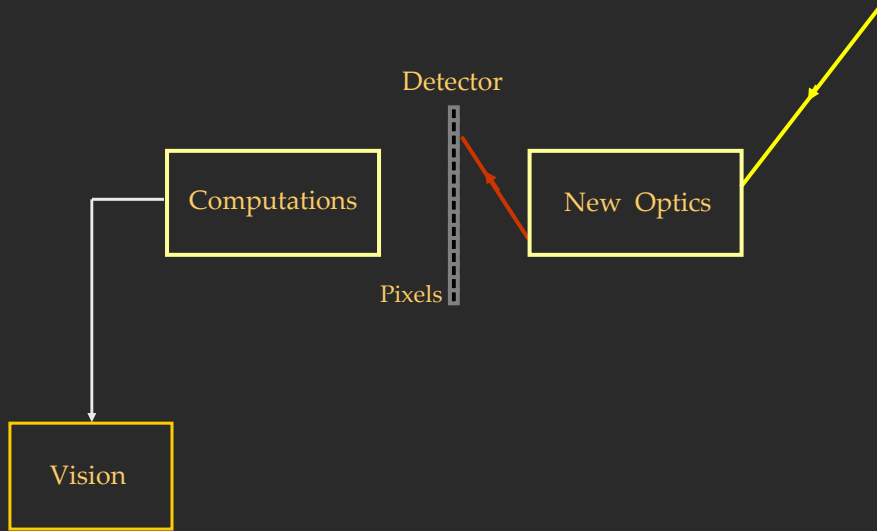 Detector
Computations
New Optics
Pixels
Vision